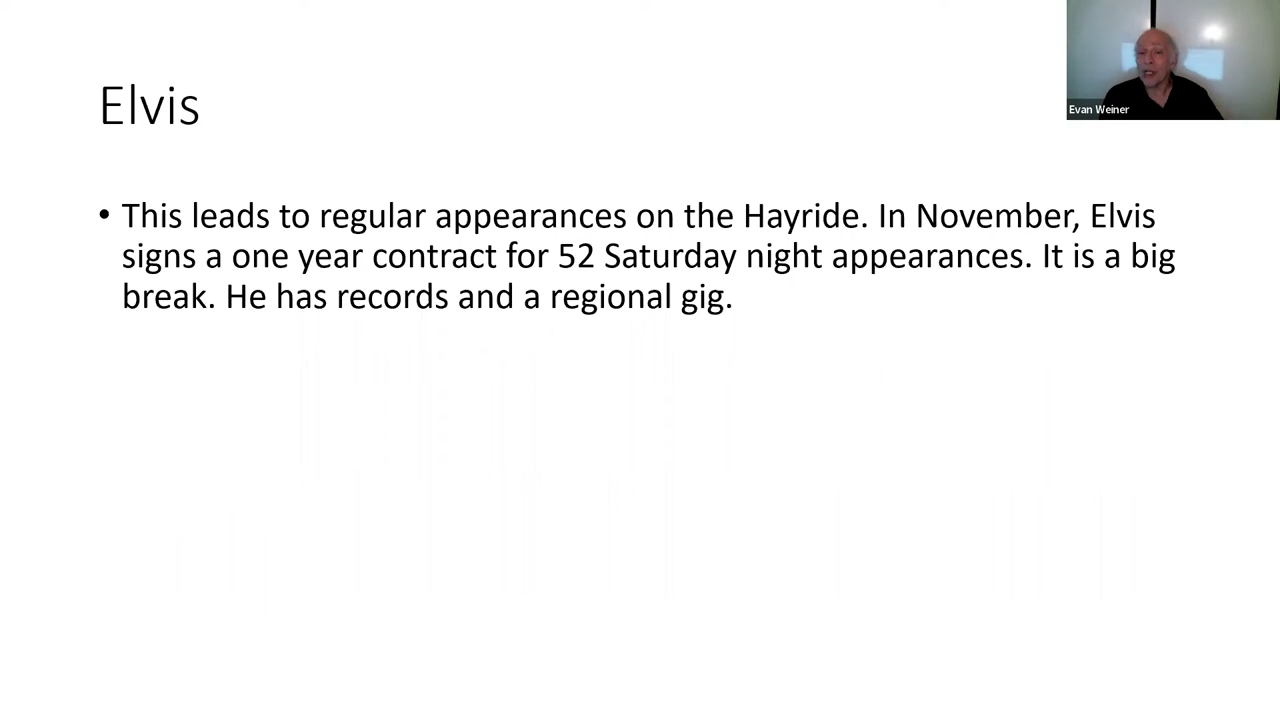 Elvis
Evan Weiner
• This leads to regular appearances on the Hayride. In November, Elvis
signs a one year contract for 52 Saturday night appearances. It is a big
break. He has records and a regional gig.